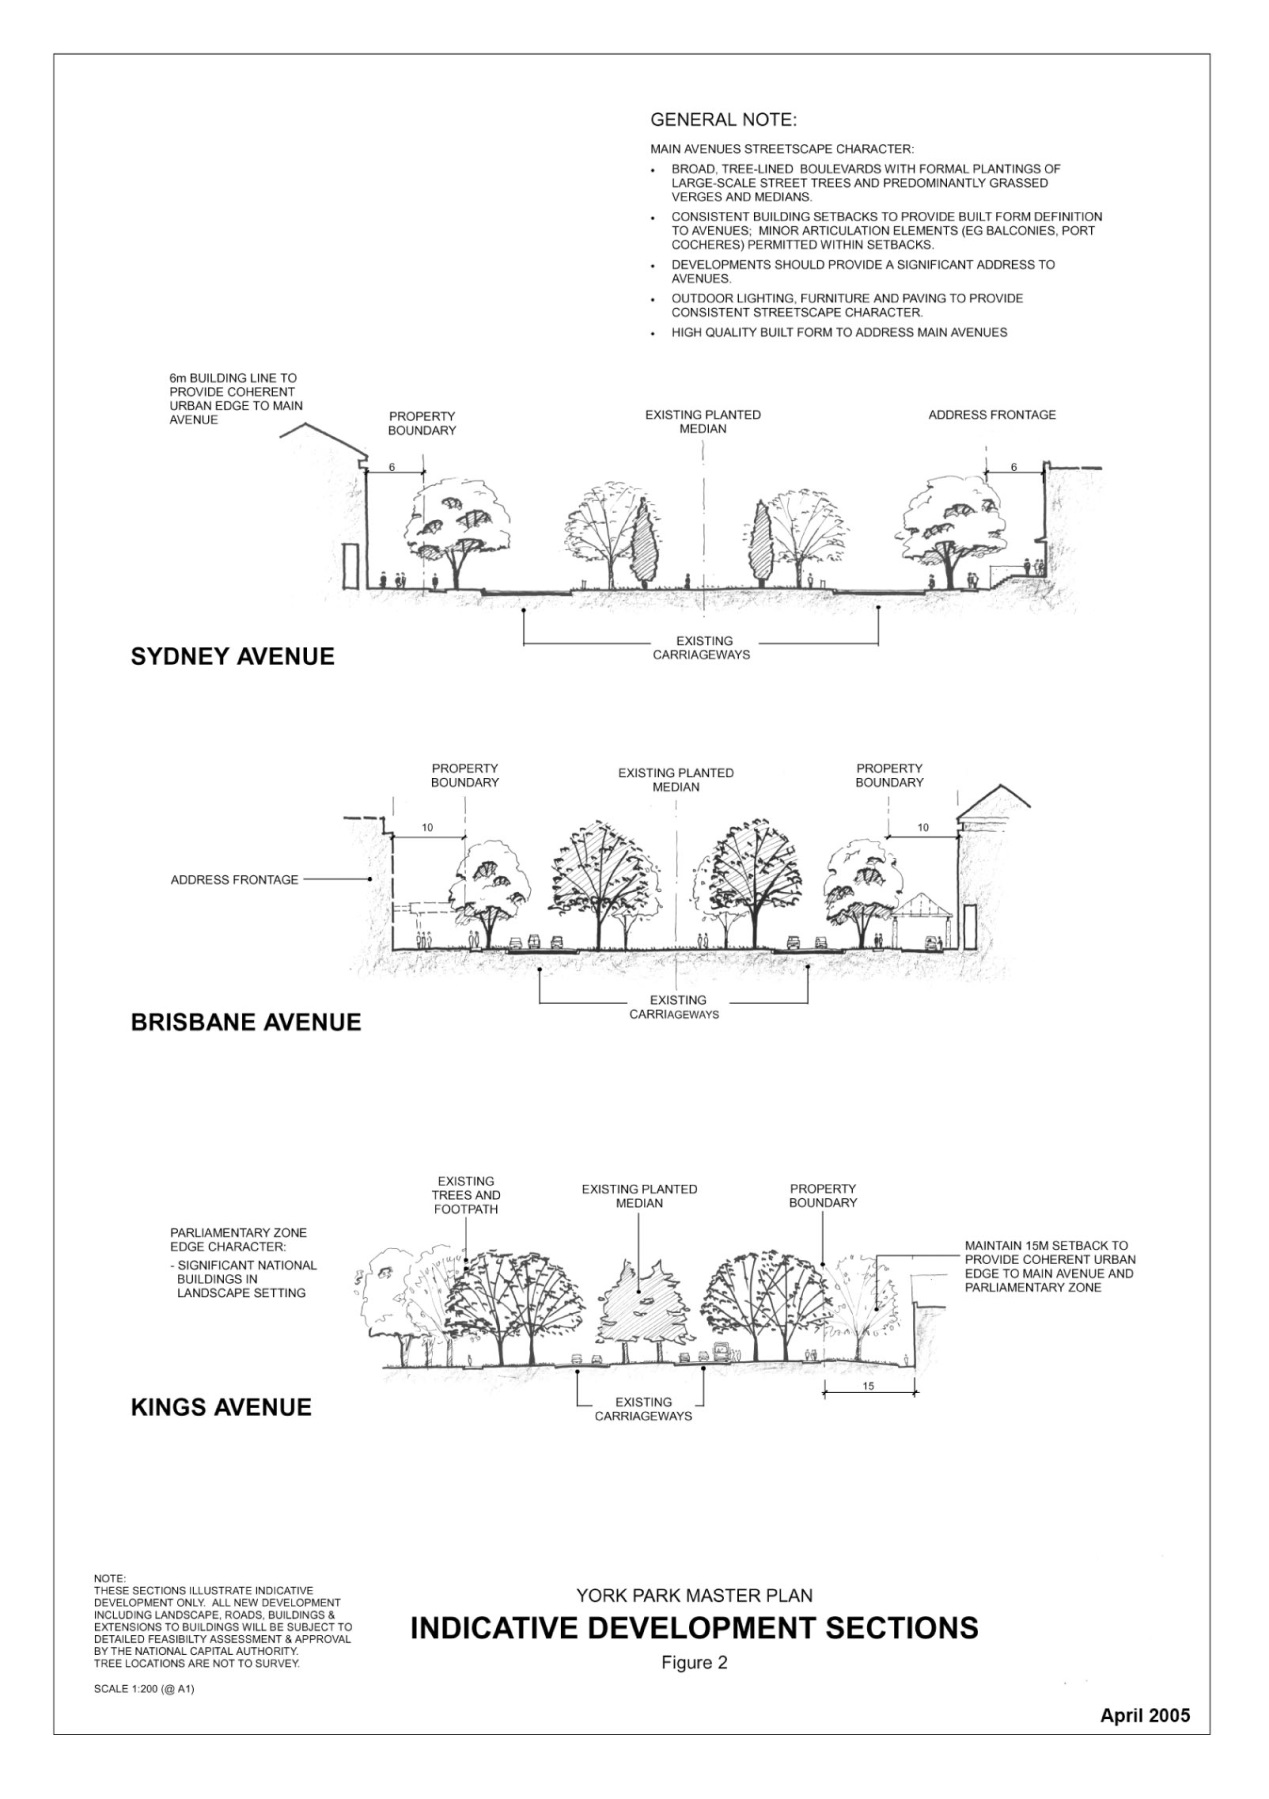 GENERAL NOTE:
MAIN AVENUES STREETSCAPE CHARACTER:
• BROAD, TREE-LINED BOULEVARDS WITH FORMAL PLANTINGS OF
LARGE-SCALE STREET TREES AND PREDOMINANTLY GRASSED
VERGES AND MEDIANS.
• CONSISTENT BUILDING SETBACKS TO PROVIDE BUILT FORM DEFINITION
TO AVENUES; MINOR ARTICULATION ELEMENTS (EG BALCONIES, PORT
COCHERES) PERMITTED WITHIN SETBACKS.
• DEVELOPMENTS SHOULD PROVIDE A SIGNIFICANT ADDRESS TO
AVENUES.
• OUTDOOR LIGHTING, FURNITURE AND PAVING TO PROVIDE
CONSISTENT STREETSCAPE CHARACTER.
• HIGH QUALITY BUILT FORM TO ADDRESS MAIN AVENUES
6m BUILDING LINE TO
PROVIDE COHERENT
URBAN EDGE TO MAIN
AVENUE
PROPERTY
BOUNDARY
EXISTING PLANTED
MEDIAN
ADDRESS FRONTAGE
6
6
EXISTING
CARRIAGEWAYS
SYDNEY AVENUE
PROPERTY
BOUNDARY
EXISTING PLANTED
MEDIAN
PROPERTY
BOUNDARY
10
10
ADDRESS FRONTAGE
EXISTING
CARRIAGEWAYS
BRISBANE AVENUE
EXISTING
TREES AND
FOOTPATH
EXISTING PLANTED
MEDIAN
PROPERTY
BOUNDARY
PARLIAMENTARY ZONE
EDGE CHARACTER:
- SIGNIFICANT NATIONAL
BUILDINGS IN
LANDSCAPE SETTING
MAINTAIN 15M SETBACK TO
PROVIDE COHERENT URBAN
EDGE TO MAIN AVENUE AND
PARLIAMENTARY ZONE
15
EXISTING
CARRIAGEWAYS
KINGS AVENUE
NOTE:
THESE SECTIONS ILLUSTRATE INDICATIVE
DEVELOPMENT ONLY. ALL NEW DEVELOPMENT
INCLUDING LANDSCAPE, ROADS, BUILDINGS &
EXTENSIONS TO BUILDINGS WILL BE SUBJECT TO
DETAILED FEASIBILTY ASSESSMENT & APPROVAL
BY THE NATIONAL CAPITAL AUTHORITY.
TREE LOCATIONS ARE NOT TO SURVEY.
SCALE 1:200 (@ A1)
YORK PARK MASTER PLAN
INDICATIVE DEVELOPMENT SECTIONS
Figure 2
April 2005